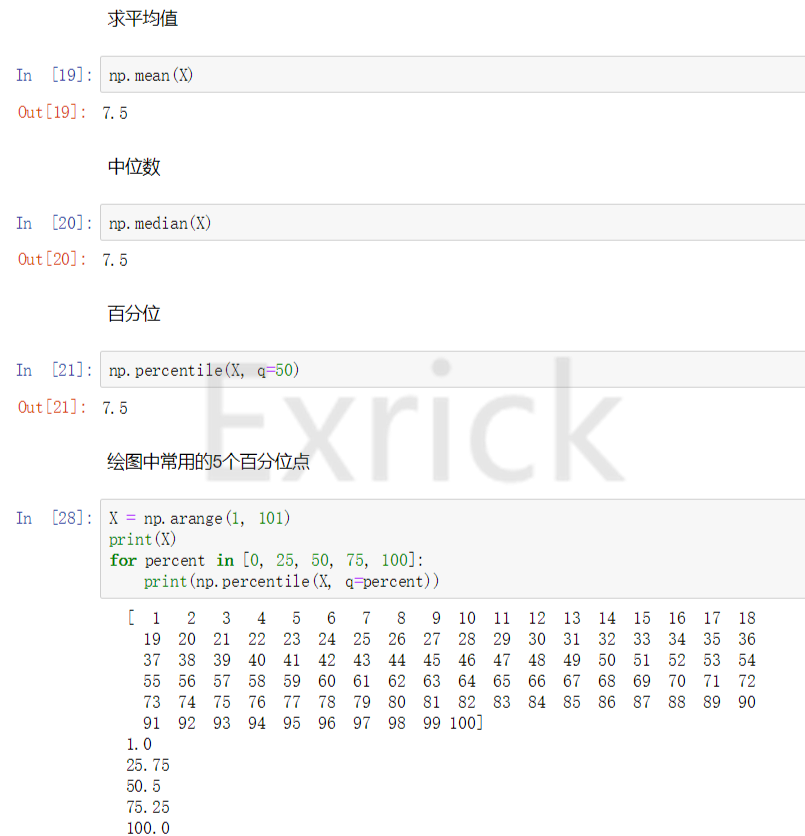 求平均值
In [19]: np.mean(X)
Out[19]: 7.5
中位数
In [20]: np.median(X)
Out[20]: 7.5
百分位
In [21]: np.percentile(X, q=50)
Out[21]: 7.5
Exrick
绘图中常用的5个百分位点
In [28]: X = np.arange(1, 101)
print(X)
for percent in [0, 25, 50, 75, 100]:
    print(np.percentile(X, q=percent))
[  1   2   3   4   5   6   7   8   9  10  11  12  13  14  15  16  17  18
  19  20  21  22  23  24  25  26  27  28  29  30  31  32  33  34  35  36
  37  38  39  40  41  42  43  44  45  46  47  48  49  50  51  52  53  54
  55  56  57  58  59  60  61  62  63  64  65  66  67  68  69  70  71  72
  73  74  75  76  77  78  79  80  81  82  83  84  85  86  87  88  89  90
  91  92  93  94  95  96  97  98  99 100]
1.0
25.75
50.5
75.25
100.0